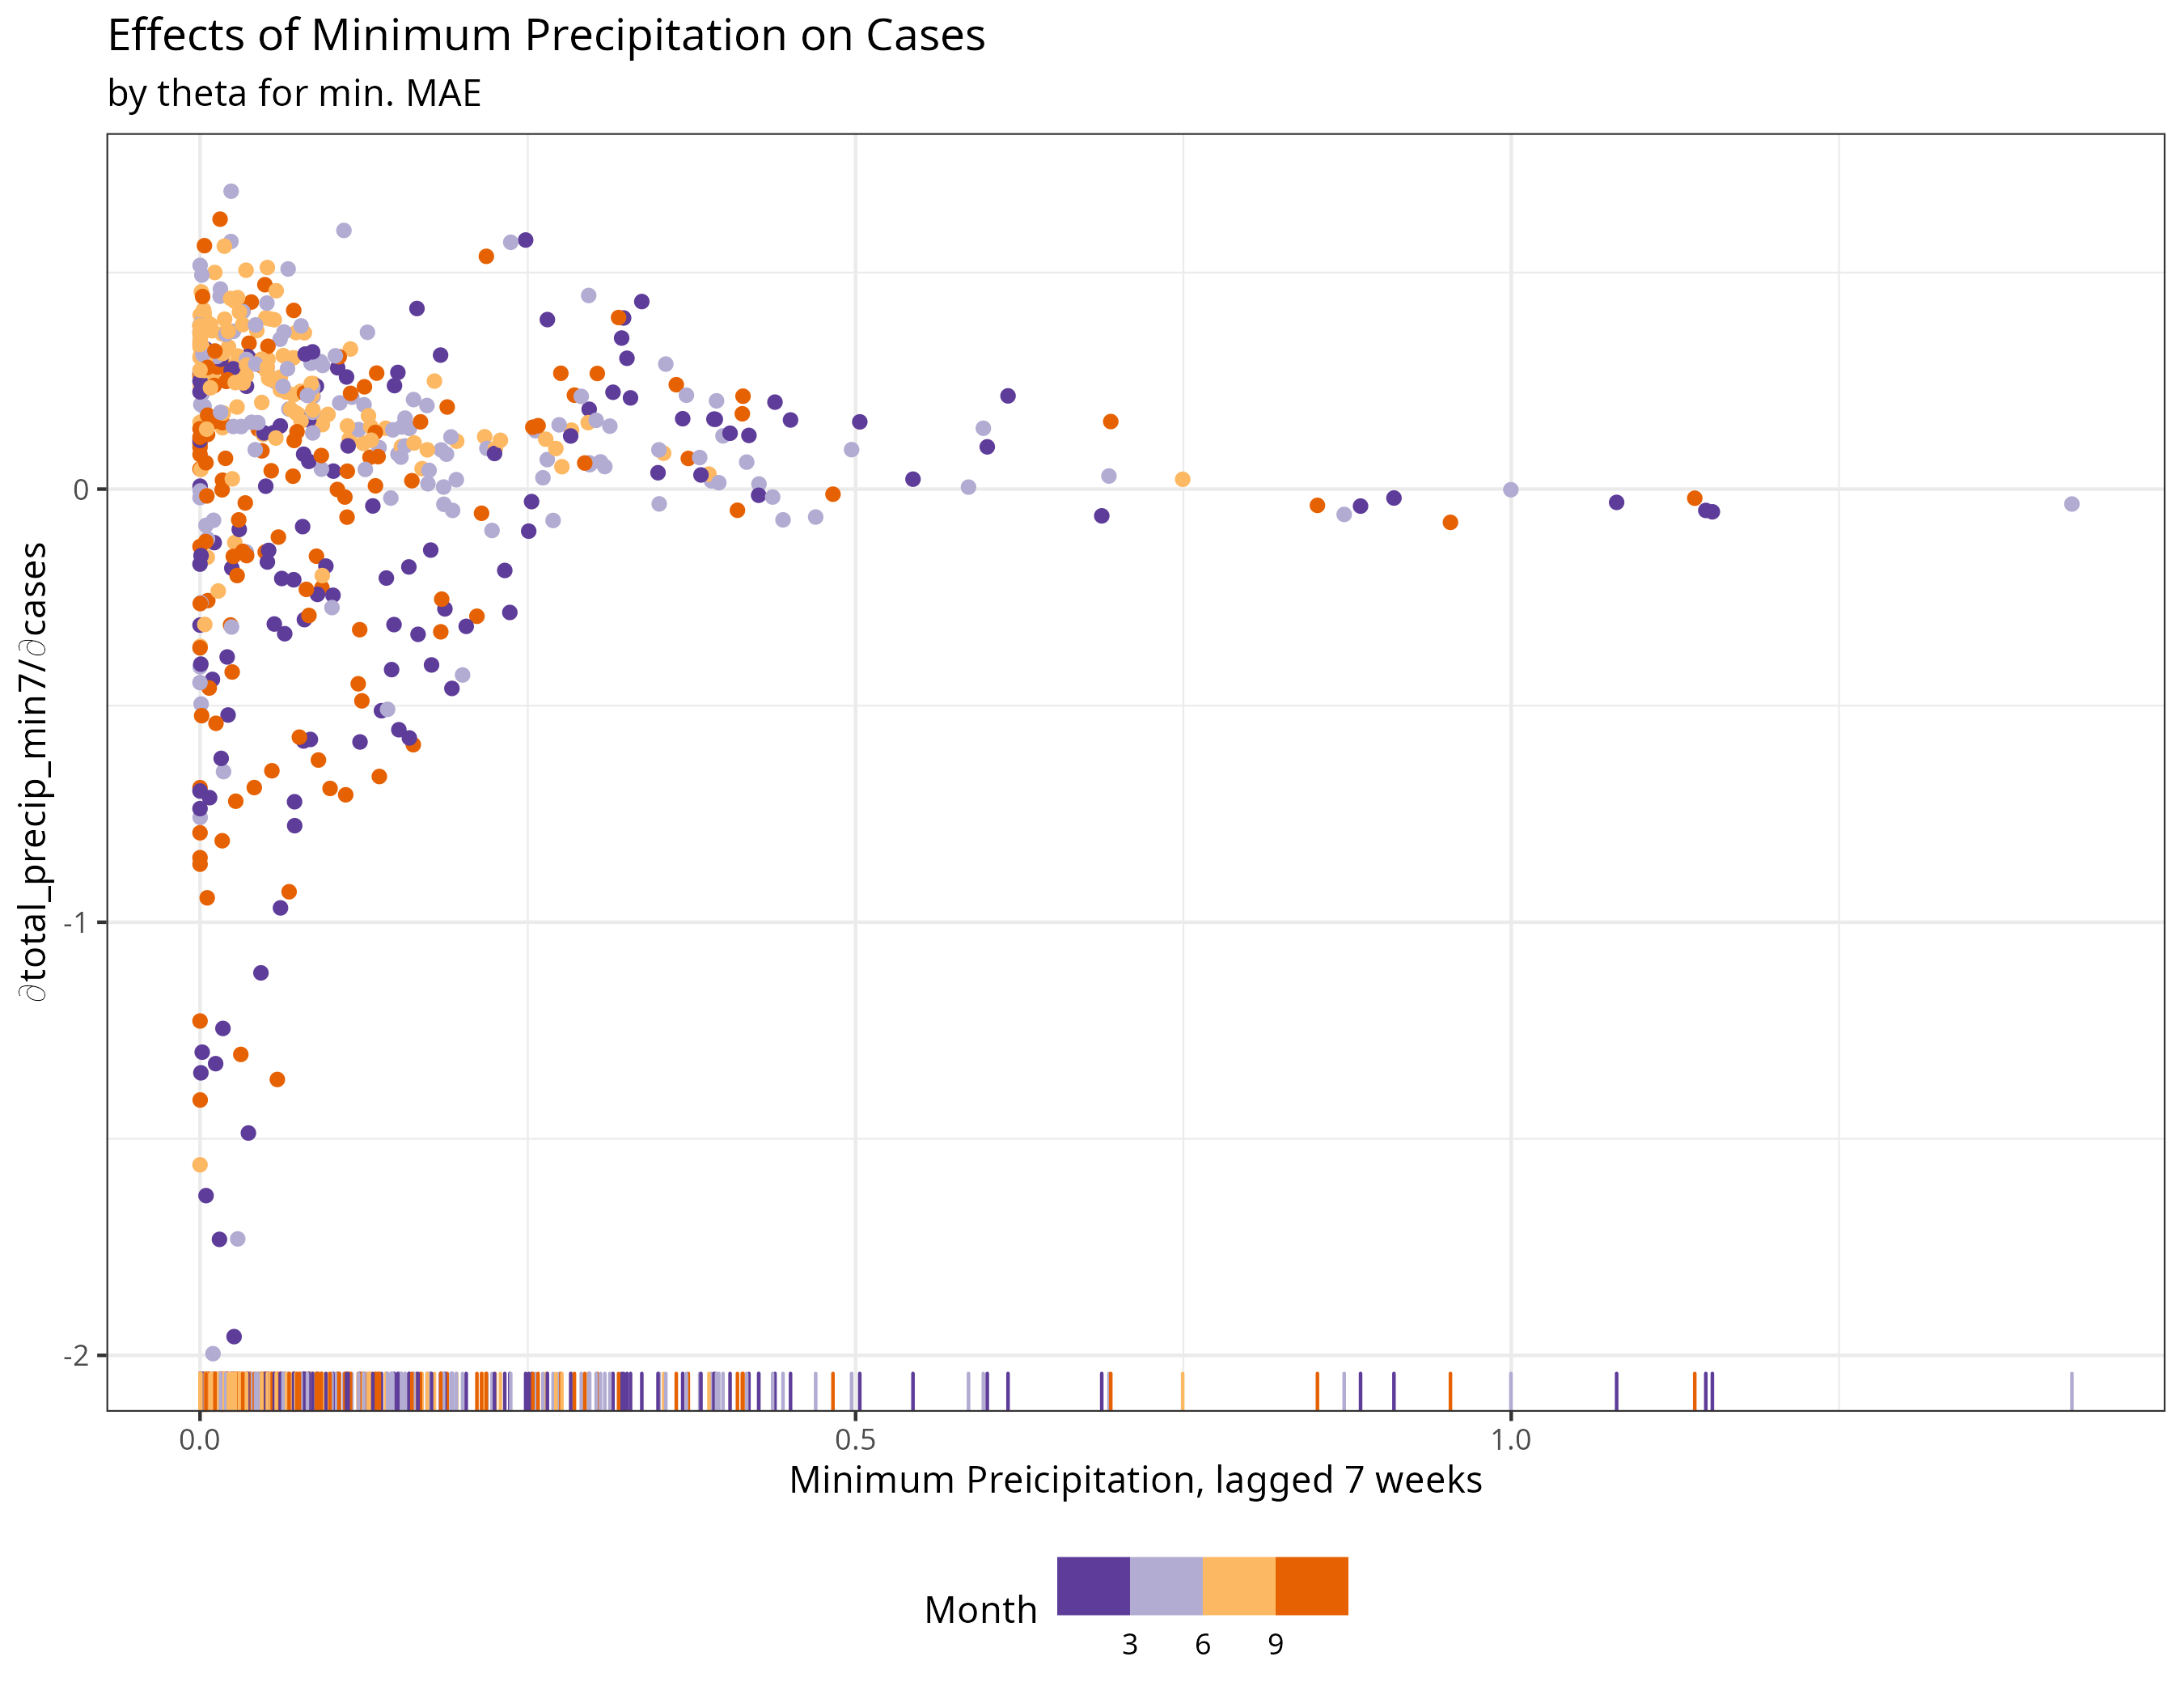 Effects of Minimum Precipitation on Cases
by theta for min. MAE
∂total_precip_min7/∂cases
0
-1
-2
0.0 0.5 1.0
Minimum Preicipitation, lagged 7 weeks
Month
3 6 9